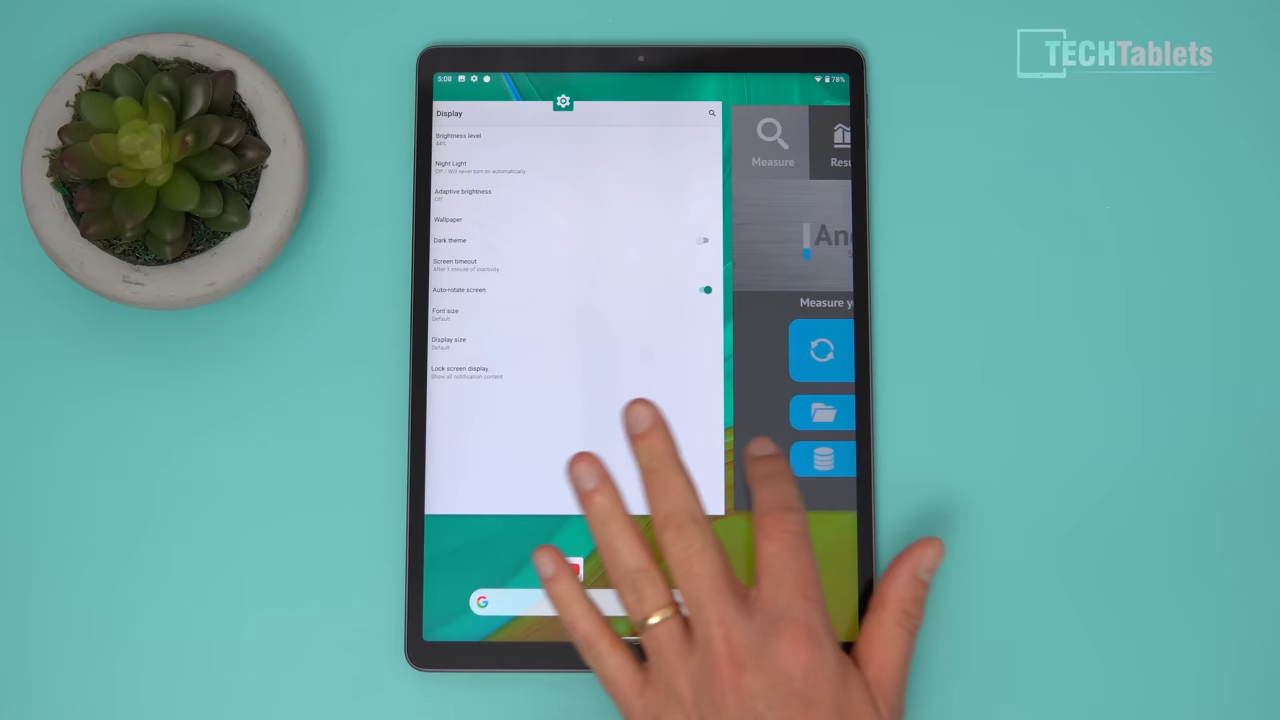 TECHTablets
5:08
78%
Display
Brightness level
44%
Night Light
Off / Will never turn on automatically
Adaptive brightness
Off
Wallpaper
Dark theme
Screen timeout
After 1 minute of inactivity
Auto-rotate screen
Font size
Default
Display size
Default
Lock screen display
Show all notification content
Measure
Resu
An
Measure yo
G